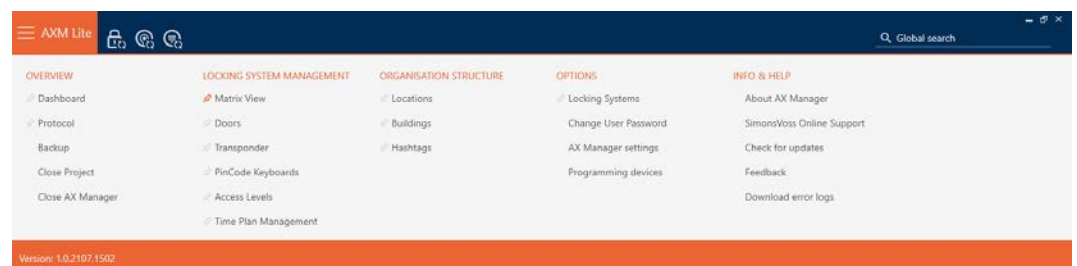 AXM Lite
Global search
OVERVIEW
Dashboard
Protocol
Backup
Close Project
Close AX Manager
LOCKING SYSTEM MANAGEMENT
Matrix View
Doors
Transponder
PinCode Keyboards
Access Levels
Time Plan Management
ORGANISATION STRUCTURE
Locations
Buildings
Hashtags
OPTIONS
Locking Systems
Change User Password
AX Manager settings
Programming devices
INFO & HELP
About AX Manager
SimonsVoss Online Support
Check for updates
Feedback
Download error logs
Version: 1.0.2107.1502